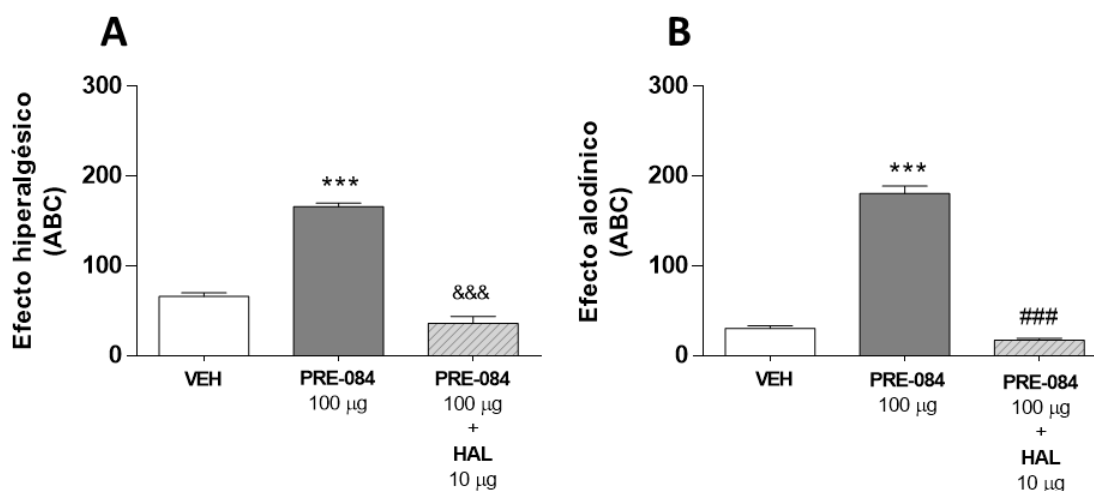 A
Efecto hiperalgésico
(ABC)
300
200
100
0
***
&&&
VEH
PRE-084
100 µg
PRE-084
100 µg
+
HAL
10 µg
B
Efecto alodínico
(ABC)
300
200
100
0
***
###
VEH
PRE-084
100 µg
PRE-084
100 µg
+
HAL
10 µg